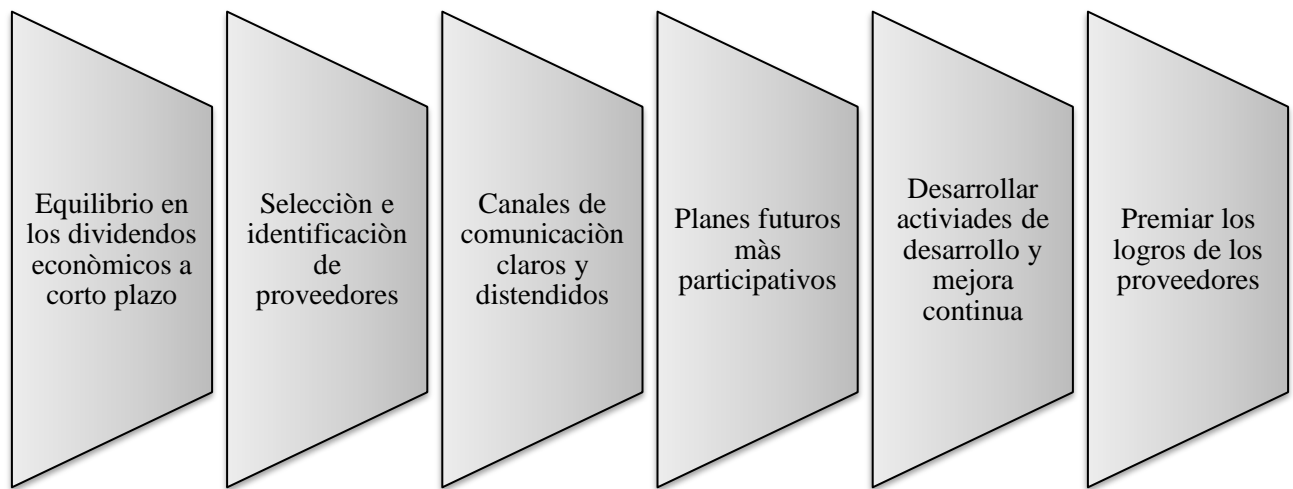 Equilibrio en
los dividendos
econòmicos a
corto plazo
Selecciòn e
identificaciòn
de
proveedores
Canales de
comunicaciòn
claros y
distendidos
Planes futuros
màs
participativos
Desarrollar
activiades de
desarrollo y
mejora
continua
Premiar los
logros de los
proveedores